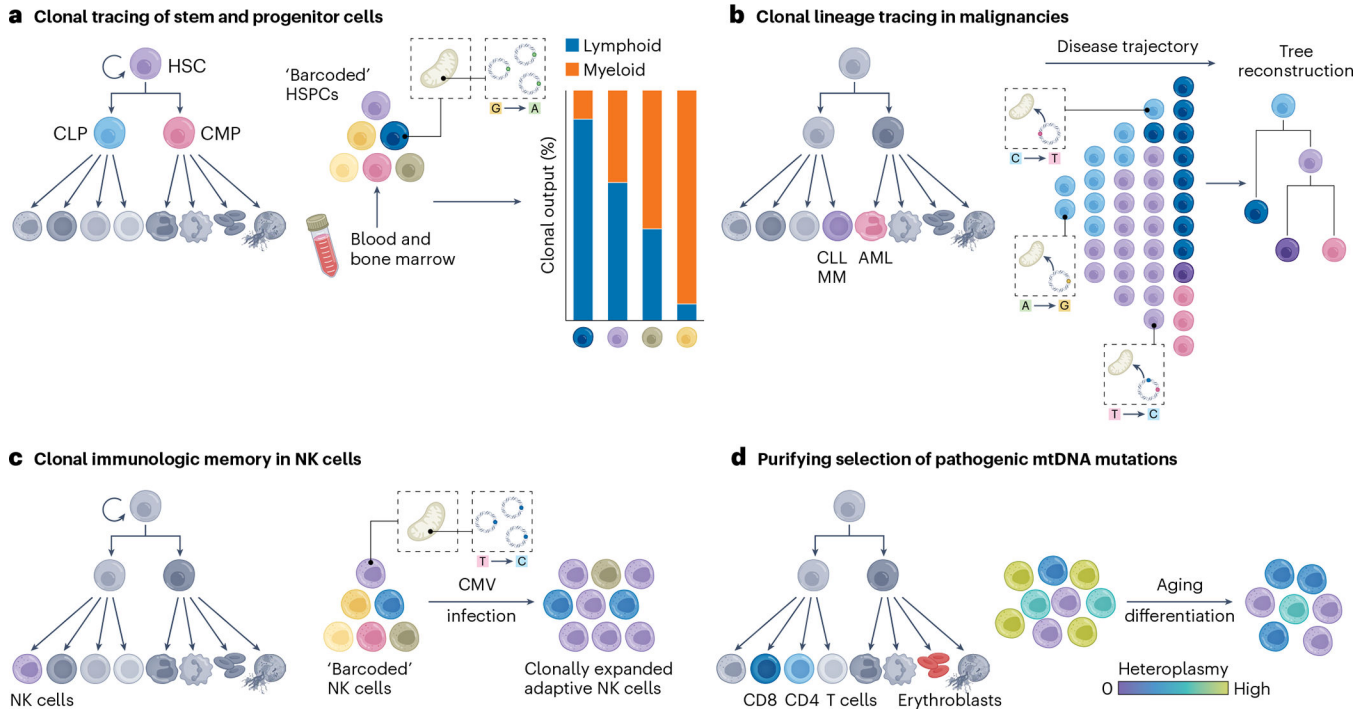 a Clonal tracing of stem and progenitor cells
HSC
CLP
CMP
'Barcoded'
HSPCs
G A
Blood and
bone marrow
Lymphoid
Myeloid
Clonal output (%)
b Clonal lineage tracing in malignancies
Disease trajectory
Tree
reconstruction
C T
CLL
MM
AML
A G
T C
c Clonal immunologic memory in NK cells
NK cells
T C
'Barcoded'
NK cells
CMV
infection
Clonally expanded
adaptive NK cells
d Purifying selection of pathogenic mtDNA mutations
CD8 CD4 T cells Erythroblasts
Aging
differentiation
Heteroplasmy
0 High